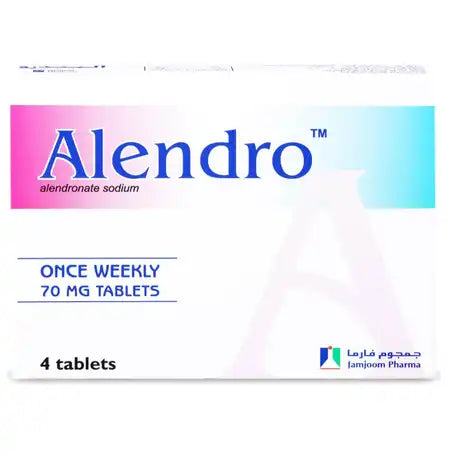 Alendro™
alendronate sodium
ONCE WEEKLY
70 MG TABLETS
4 tablets
جمجوم فارما
Jamjoom Pharma